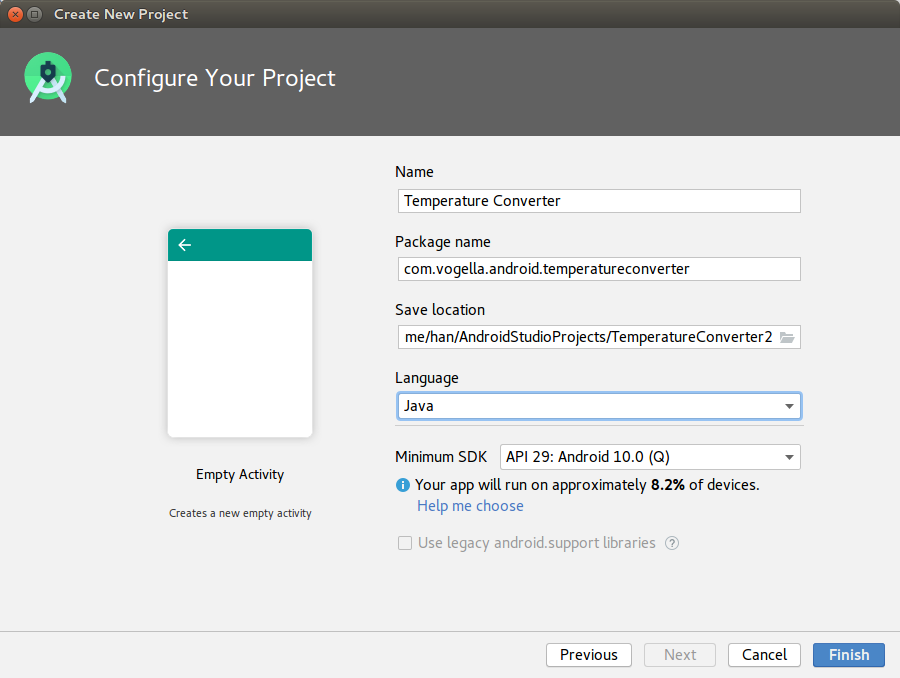 Create New Project
Configure Your Project
Name
Temperature Converter
Package name
com.vogella.android.temperatureconverter
Save location
me/han/AndroidStudioProjects/TemperatureConverter2
Language
Java
Minimum SDK API 29: Android 10.0 (Q)
Your app will run on approximately 8.2% of devices.
Help me choose
Use legacy android.support libraries ?
Empty Activity
Creates a new empty activity
Previous Next Cancel Finish